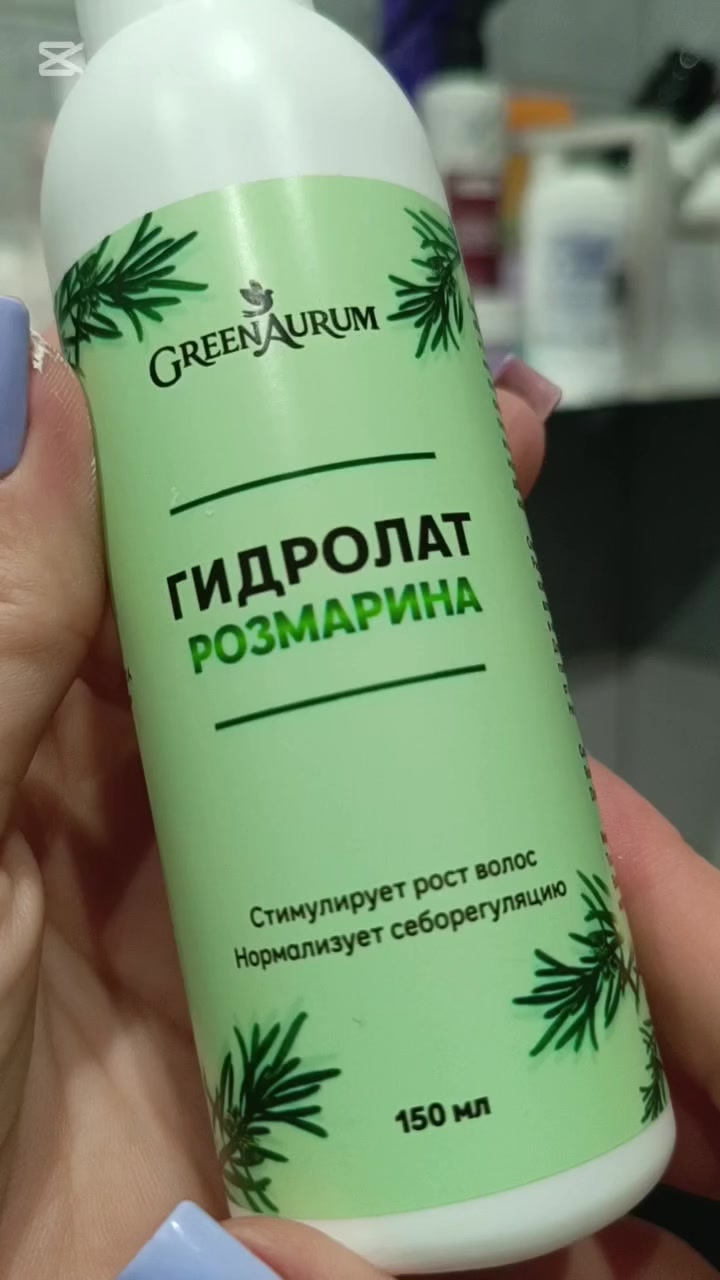 GREENAURUM
ГИДРОЛАТ
РОЗМАРИНА
Стимулирует рост волос
Нормализует себорегуляцию
150 мл